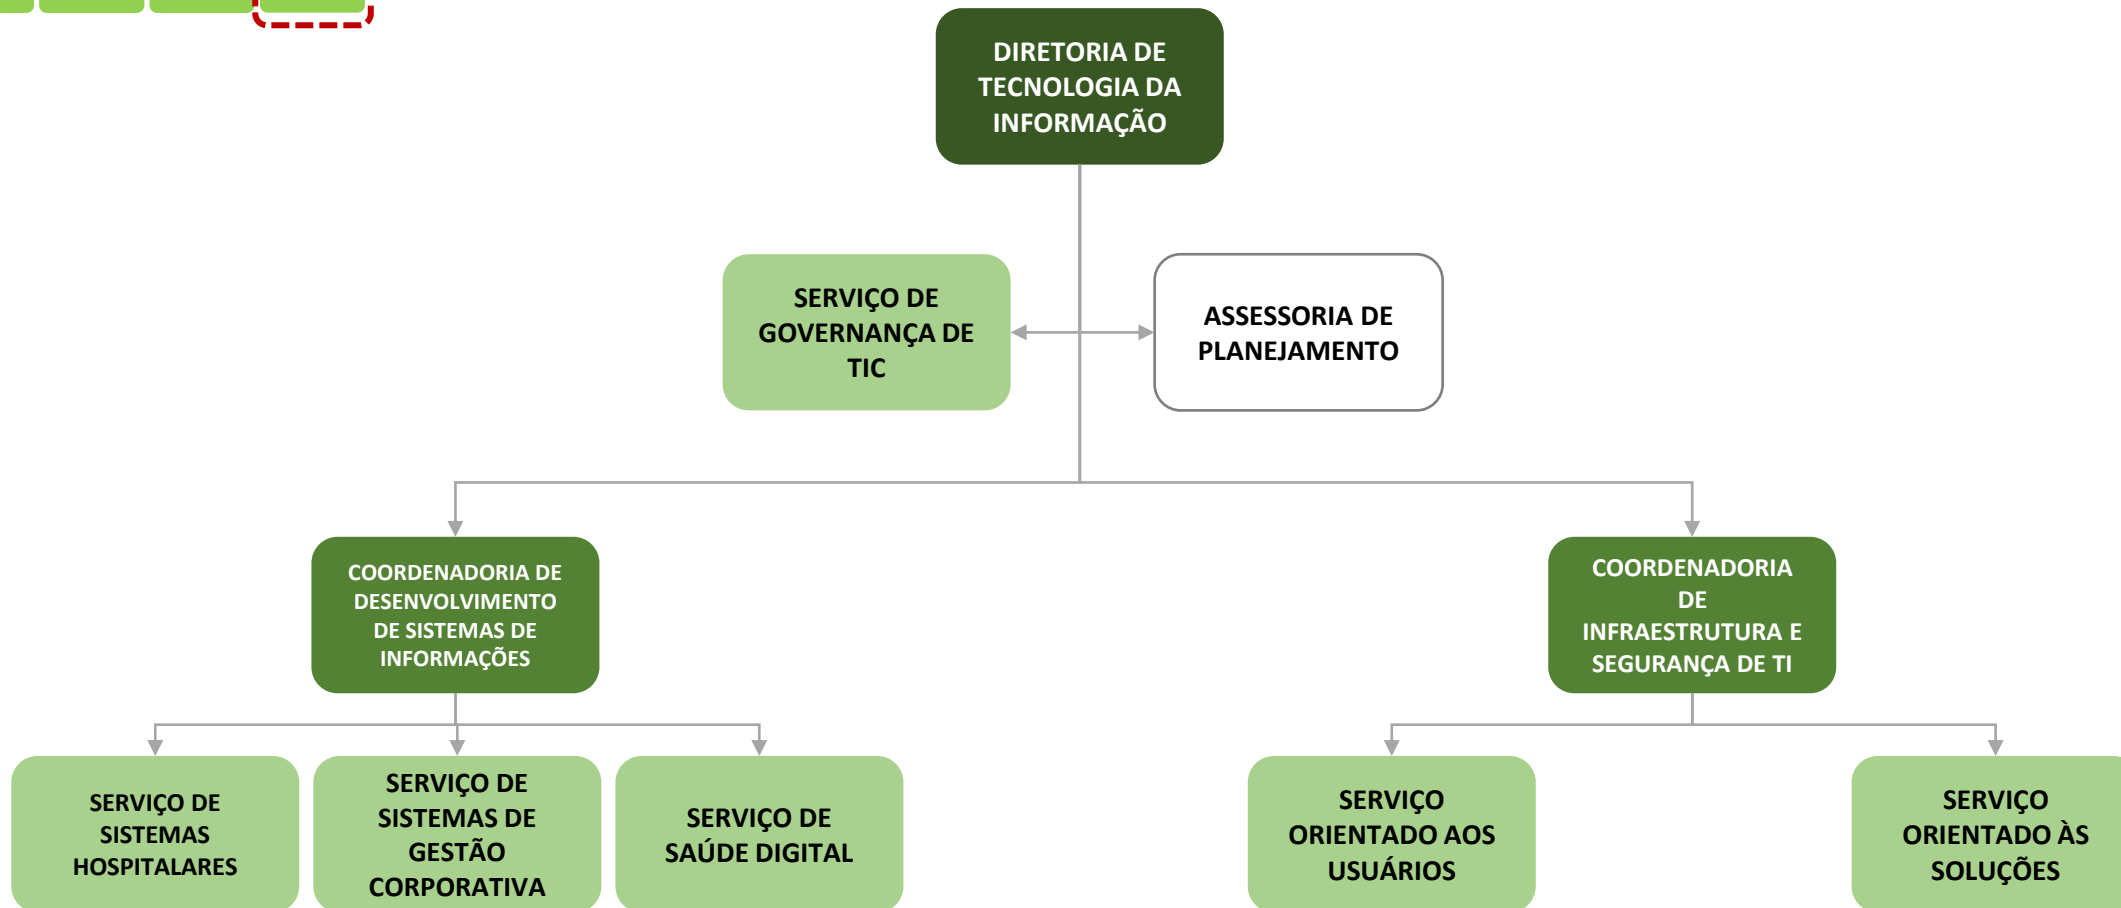 DIRETORIA DE
TECNOLOGIA DA
INFORMAÇÃO
SERVIÇO DE
GOVERNANÇA DE
TIC
ASSESSORIA DE
PLANEJAMENTO
COORDENADORIA DE
DESENVOLVIMENTO
DE SISTEMAS DE
INFORMAÇÕES
COORDENADORIA
DE
INFRAESTRUTURA E
SEGURANÇA DE TI
SERVIÇO DE
SISTEMAS
HOSPITALARES
SERVIÇO DE
SISTEMAS DE
GESTÃO
CORPORATIVA
SERVIÇO DE
SAÚDE DIGITAL
SERVIÇO
ORIENTADO AOS
USUÁRIOS
SERVIÇO
ORIENTADO ÀS
SOLUÇÕES